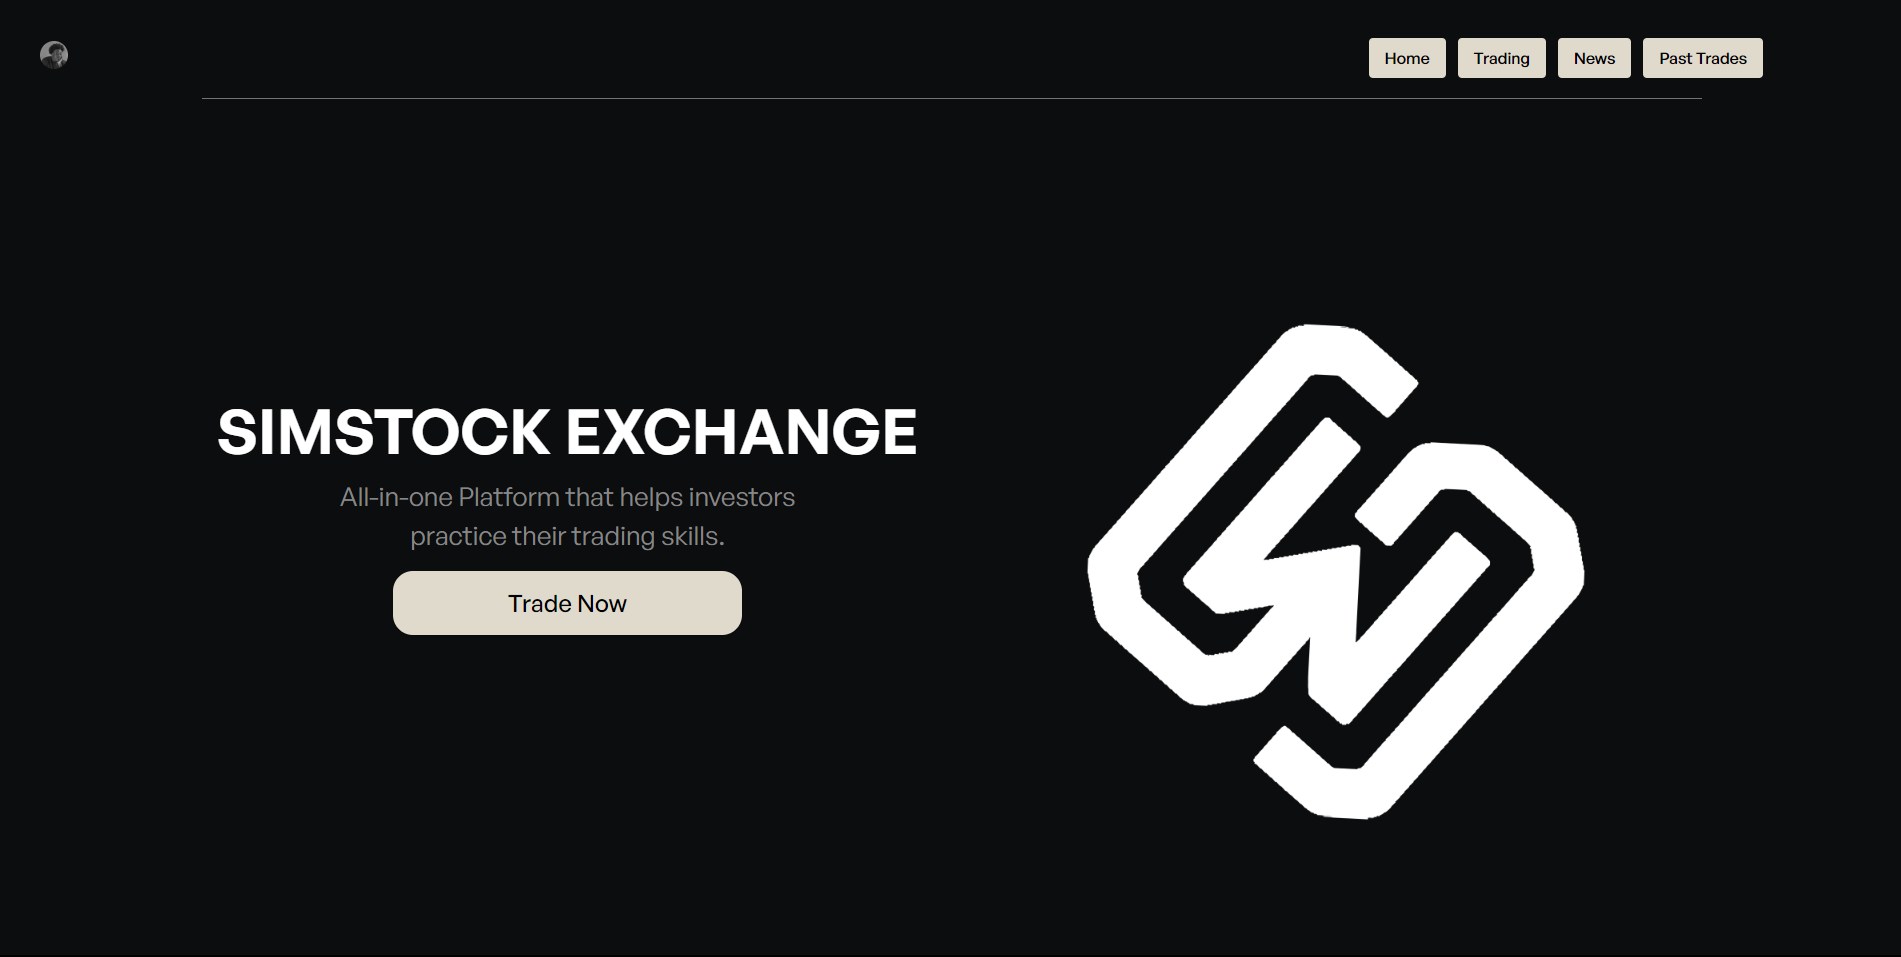 Home
Trading
News
Past Trades
SIMSTOCK EXCHANGE
All-in-one Platform that helps investors
practice their trading skills.
Trade Now